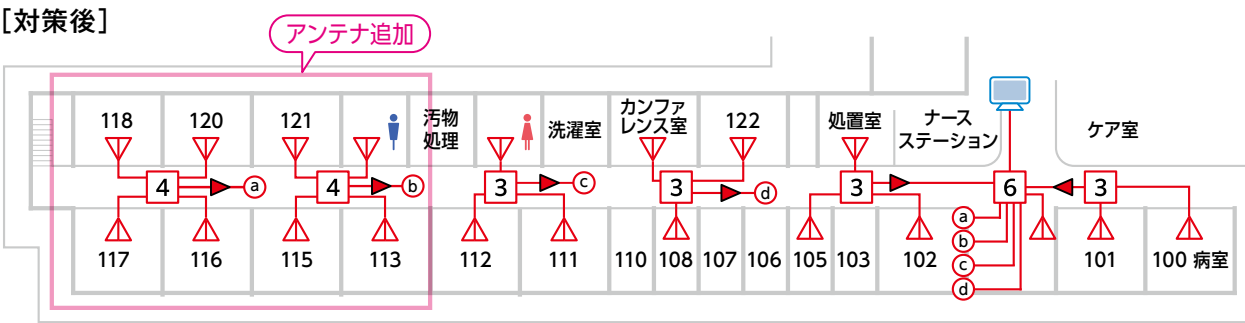 [対策後]
アンテナ追加
118
120
121
汚物
処理
洗濯室
カンファ
レンス室
122
処置室
ナース
ステーション
ケア室
4
a
4
b
3
c
3
d
3
6
3
a
b
c
d
117
116
115
113
112
111
110
108
107
106
105
103
102
101
100 病室